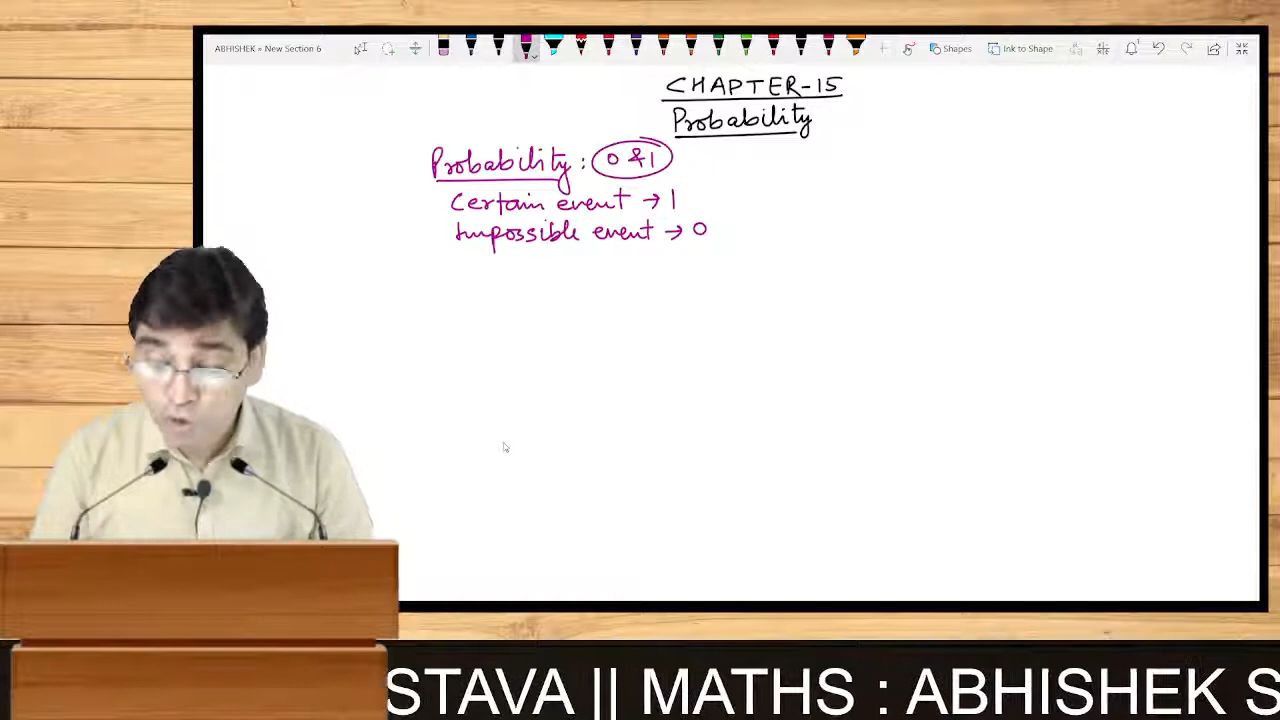 ABHISHEK » New Section 6
Shapes
Ink to Shape
CHAPTER-15
Probability
Probability : 0 & 1
Certain event → 1
Impossible event → 0
STAVA || MATHS : ABHISHEK S